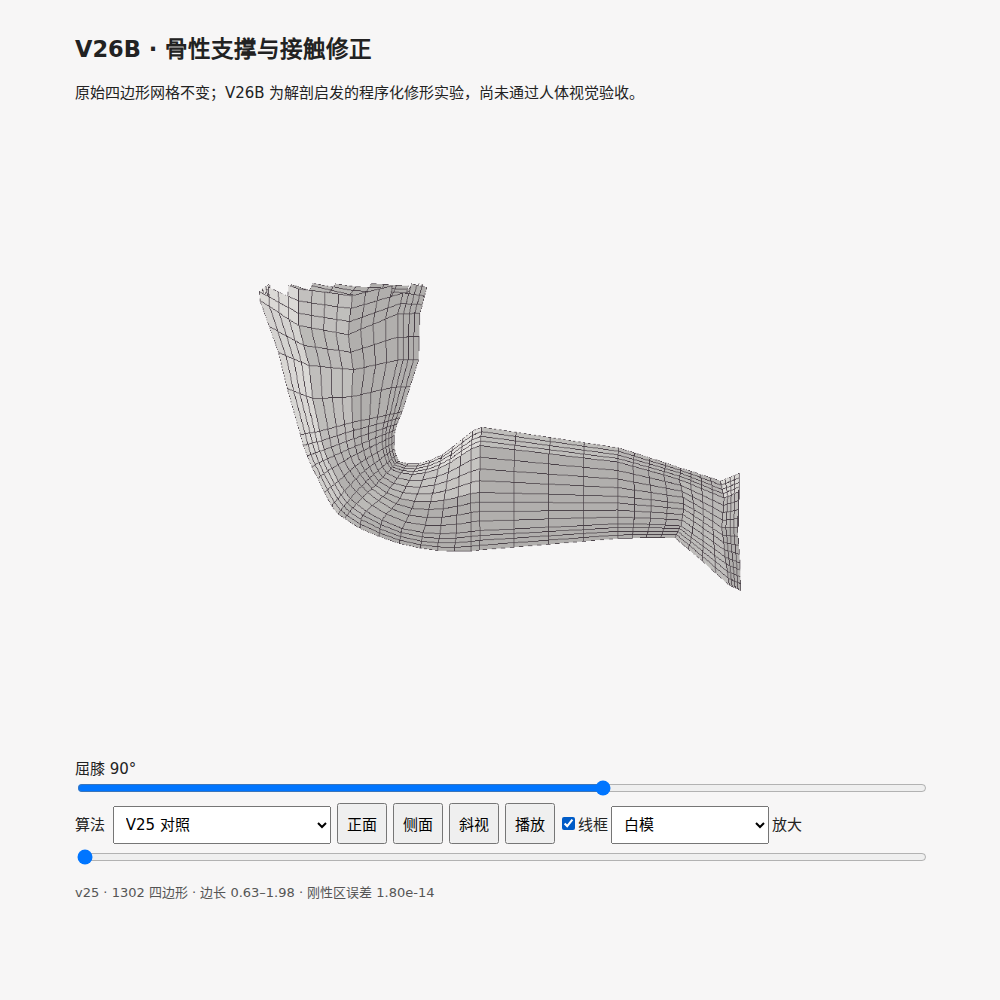 V26B · 骨性支撑与接触修正
原始四边形网格不变；V26B 为解剖启发的程序化修形实验，尚未通过人体视觉验收。
屈膝 90°
算法 V25 对照 正面 侧面 斜视 播放 线框 白模 放大
v25 · 1302 四边形 · 边长 0.63–1.98 · 刚性区误差 1.80e-14